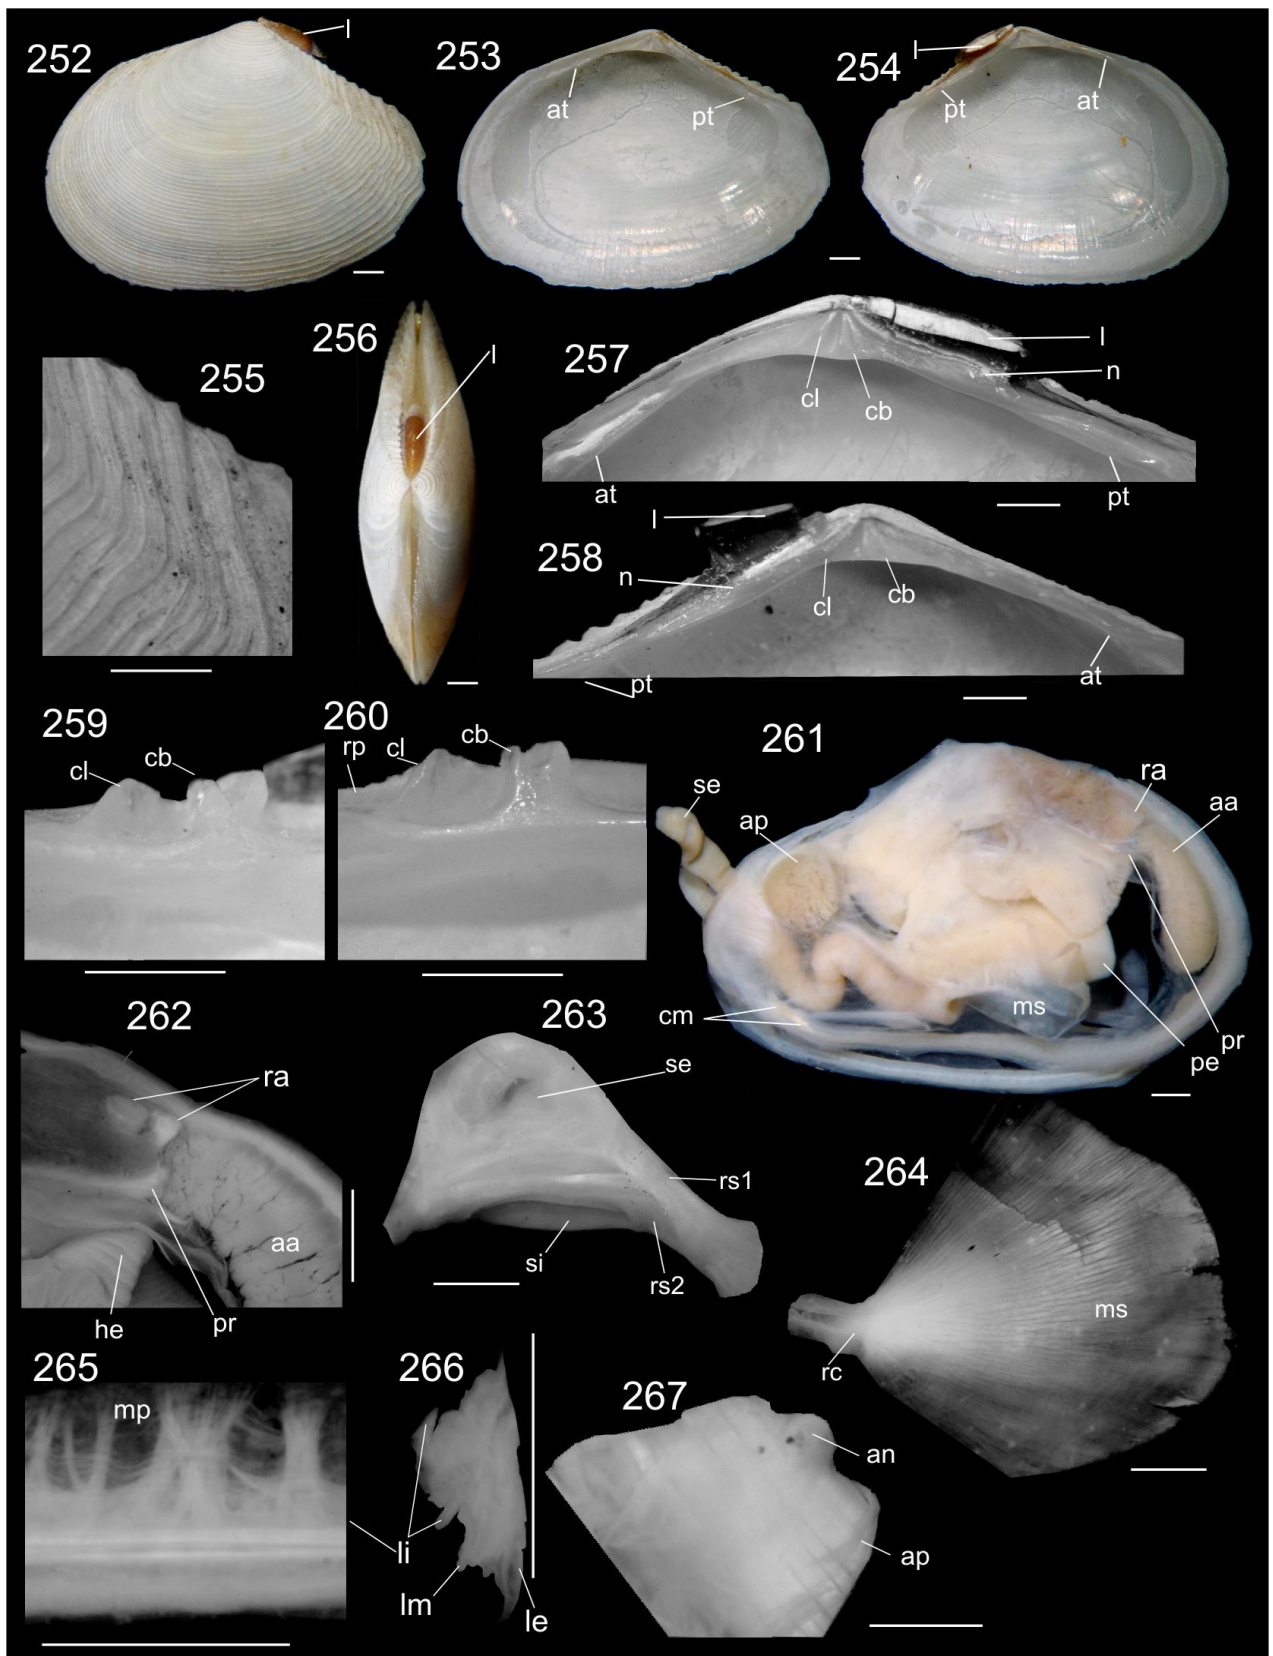 252
l
253
at
pt
254
l
pt
at
255
256
l
257
l
n
cl
cb
at
pt
258
l
n
cl
cb
pt
at
259
cl
cb
260
rp
cl
cb
261
se
ap
ra
aa
cm
ms
pe
pr
262
ra
aa
he
pr
263
se
rs1
si
rs2
264
ms
rc
265
mp
li
266
lm
le
267
an
ap